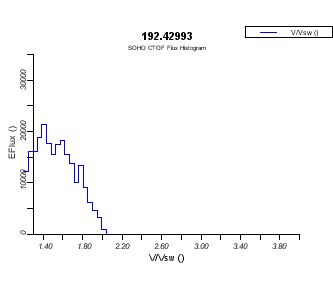 192.42993
V/Vsw ()
SOHO CTOF Flux Histogram
EFlux ()
30000
20000
10000
0
1.40 1.80 2.20 2.60 3.00 3.40 3.80
V/Vsw ()